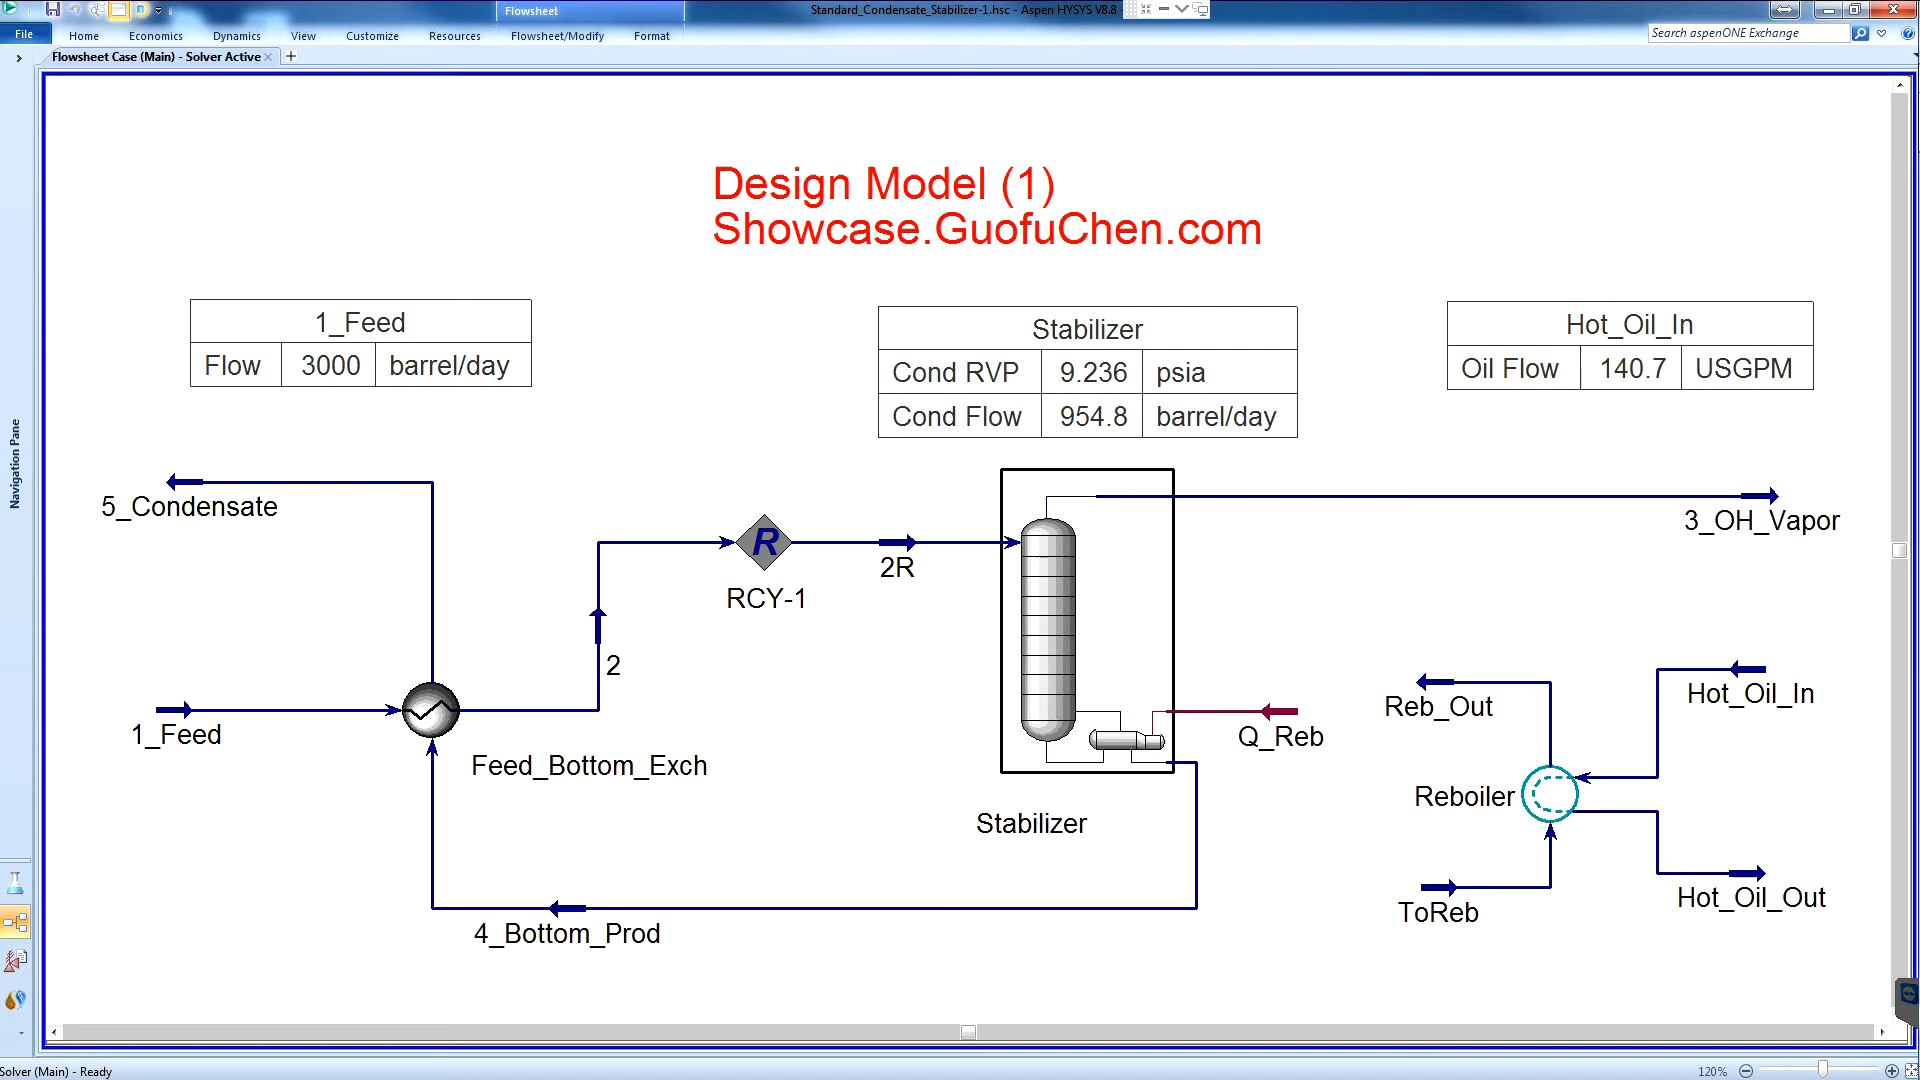 Flowsheet
Standard_Condensate_Stabilizer-1.hsc - Aspen HYSYS V8.8 -
File
Home
Economics
Dynamics
View
Customize
Resources
Flowsheet/Modify
Format
Search aspenONE Exchange
Flowsheet Case (Main) - Solver Active
Navigation Pane
Design Model (1)
Showcase.GuofuChen.com
1_Feed
Flow 3000 barrel/day
Stabilizer
Cond RVP 9.236 psia
Cond Flow 954.8 barrel/day
Hot_Oil_In
Oil Flow 140.7 USGPM
5_Condensate
3_OH_Vapor
R
2R
RCY-1
2
1_Feed
Feed_Bottom_Exch
Q_Reb
Stabilizer
4_Bottom_Prod
Reb_Out
Hot_Oil_In
Reboiler
ToReb
Hot_Oil_Out
Solver (Main) - Ready
120%